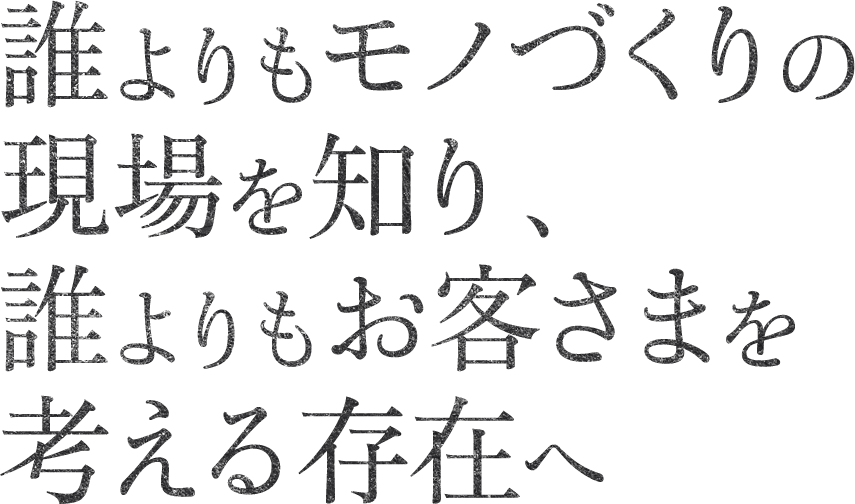 誰よりもモノづくりの
現場を知り、
誰よりもお客さまを
考える存在へ